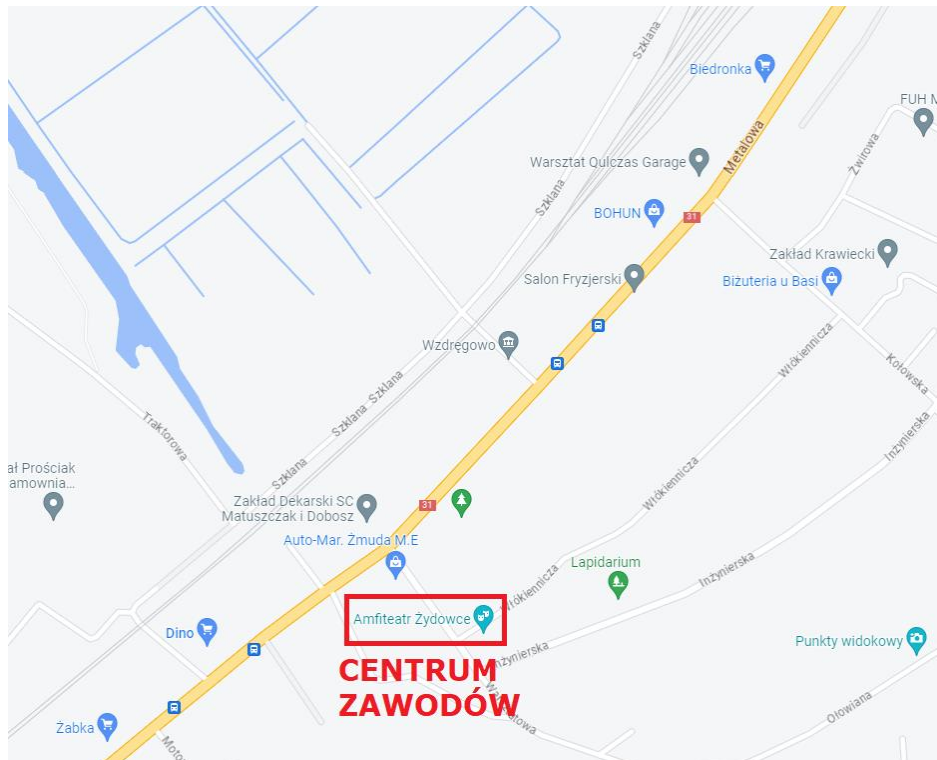 Szklana
Biedronka
FUH M
Metalowa
Żwirowa
Warsztat Qulczas Garage
Szklana
BOHUN
31
Zakład Krawiecki
Salon Fryzjerski
Biżuteria u Basi
Wzdręgowo
Włókiennicza
Kołowska
Szklana
Szklana
Traktorowa
Inżynierska
ał Prościak
amownia...
Szklana
Włókiennicza
Zakład Dekarski SC
Matuszczak i Dobosz
31
Auto-Mar. Żmuda M.E
Lapidarium
Inżynierska
Włókiennicza
Amfiteatr Żydowce
Dino
Punkty widokowy
Inżynierska
CENTRUM
ZAWODÓW
Ołowiana
Żabka